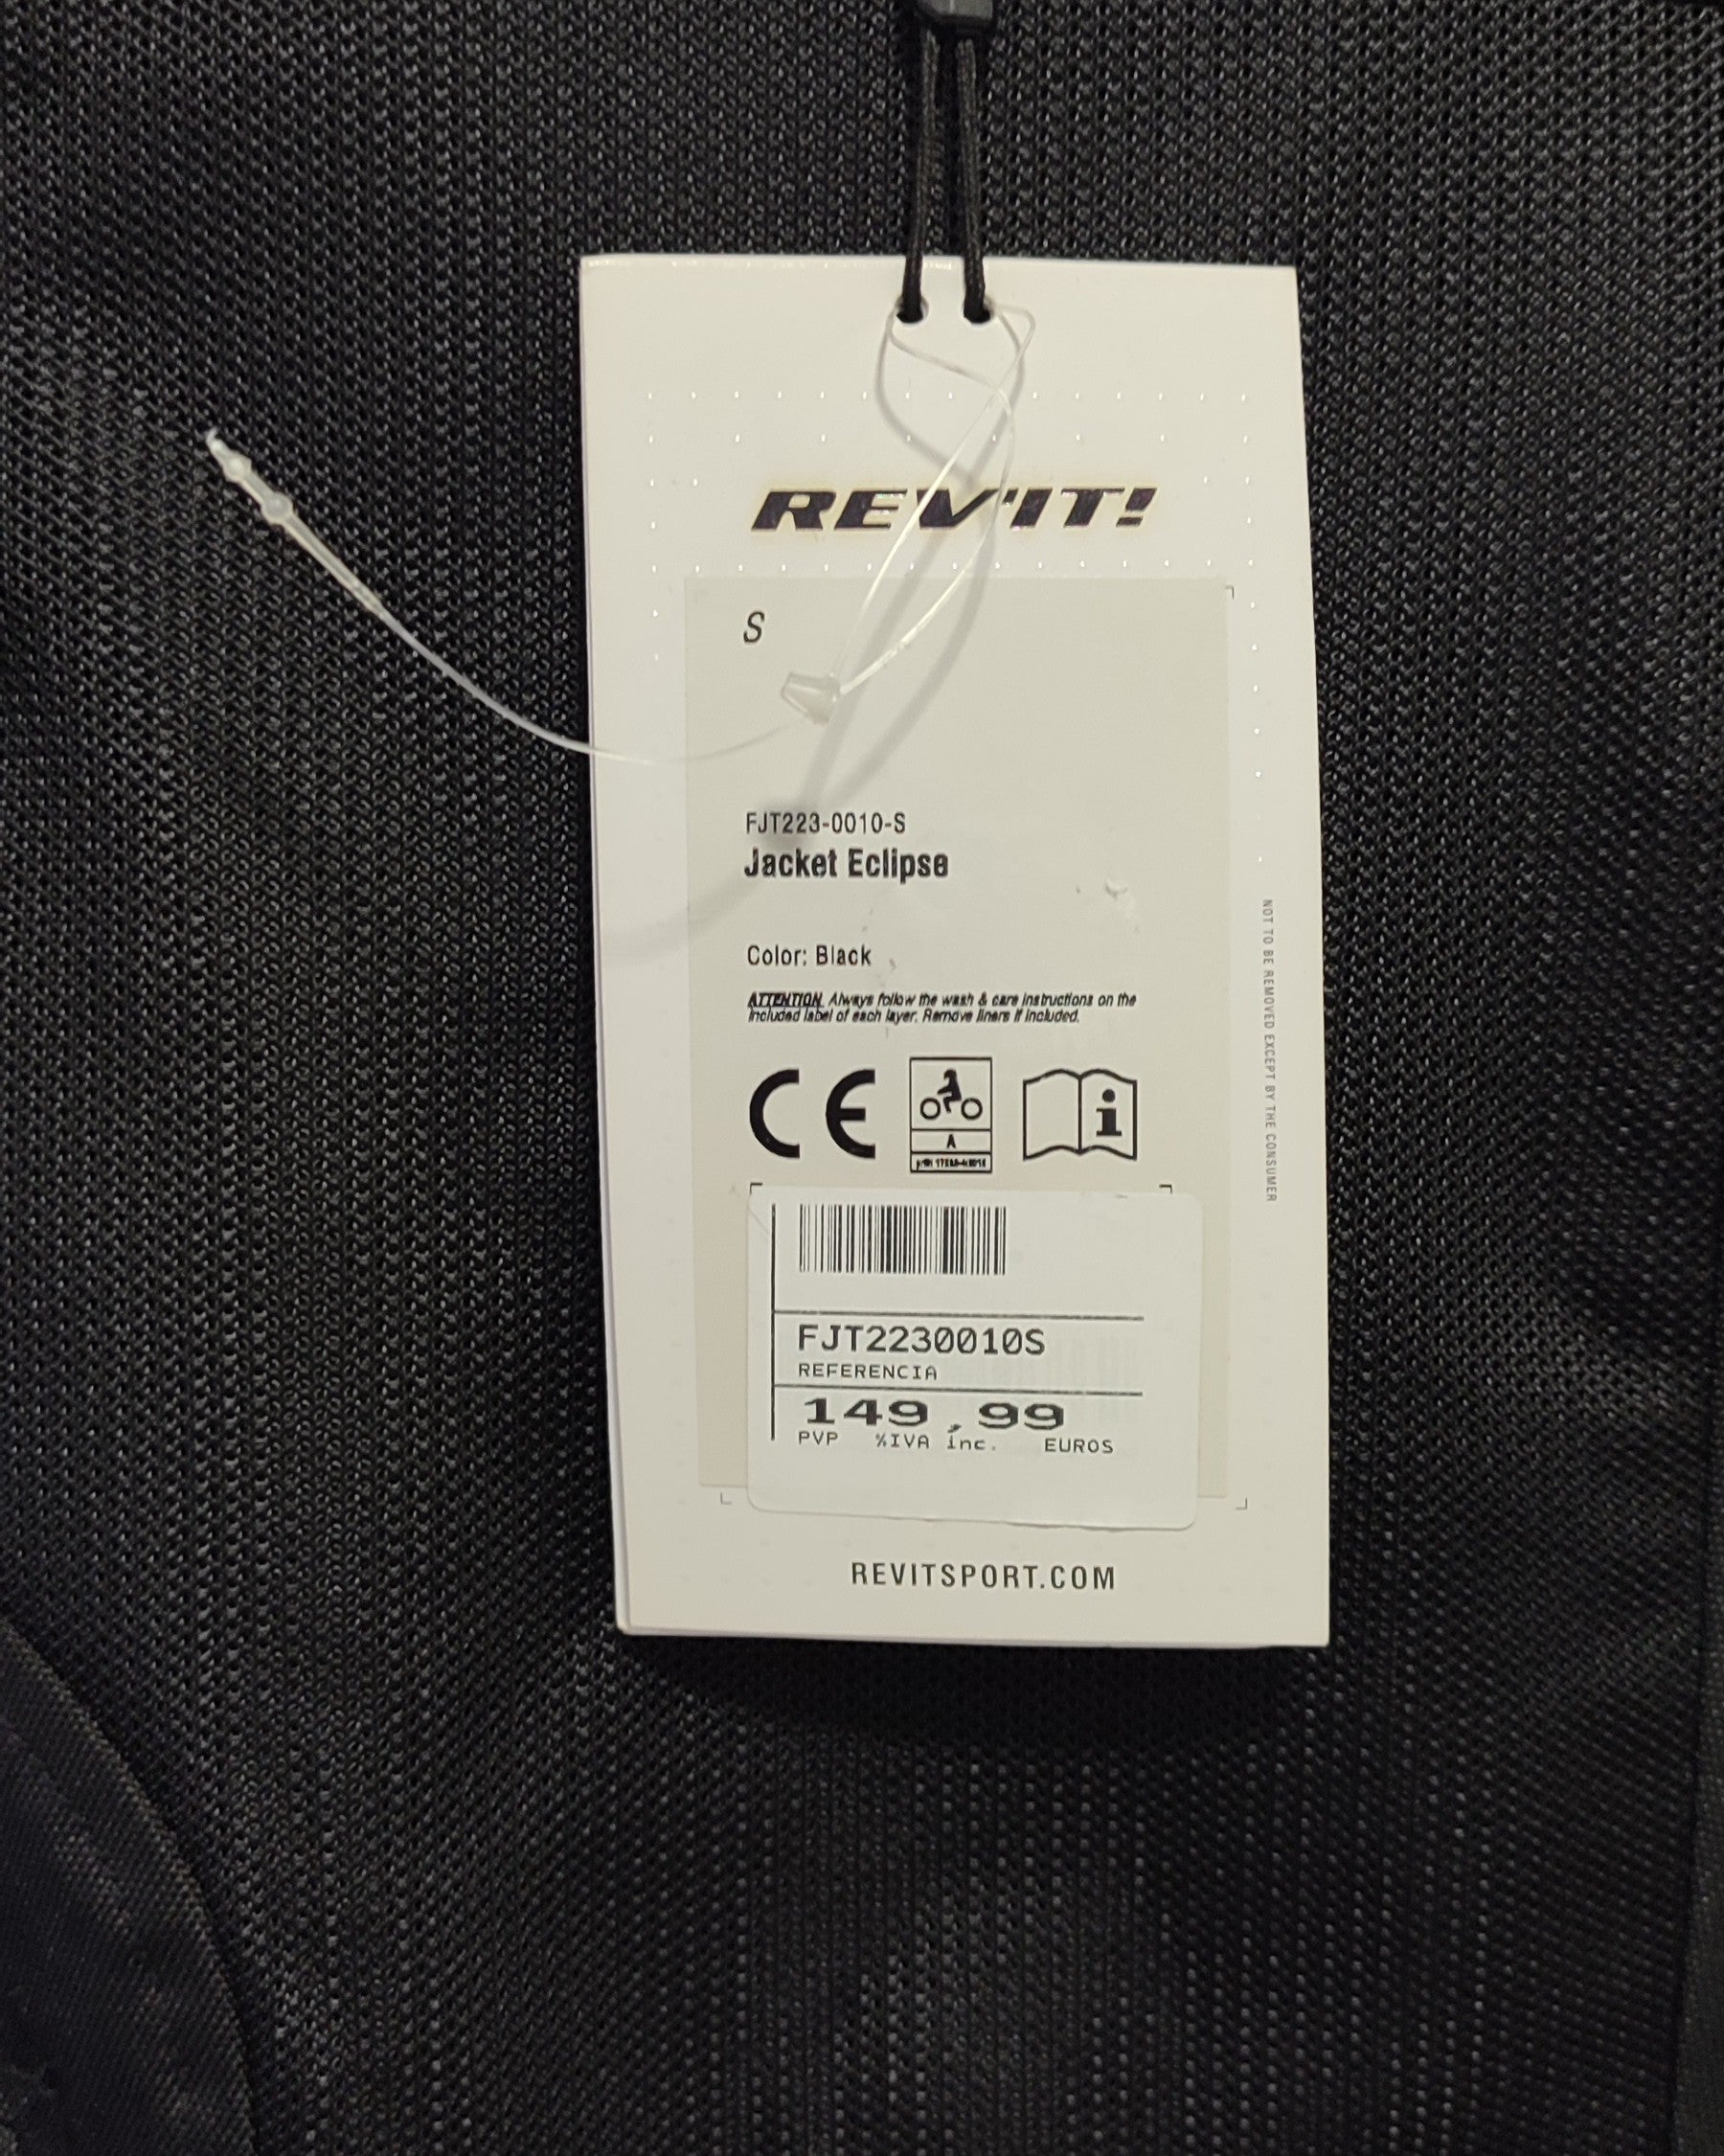 REV'IT!
S
FJT223-0010-S
Jacket Eclipse
Color: Black
ATTENTION Always follow the wash & care instructions on the
included label of each layer. Remove liners if included.
CE
A
NOT TO BE REMOVED EXCEPT BY THE CONSUMER
FJT2230010S
REFERENCIA
149,99
PVP %IVA inc. EUROS
REVITSPORT.COM